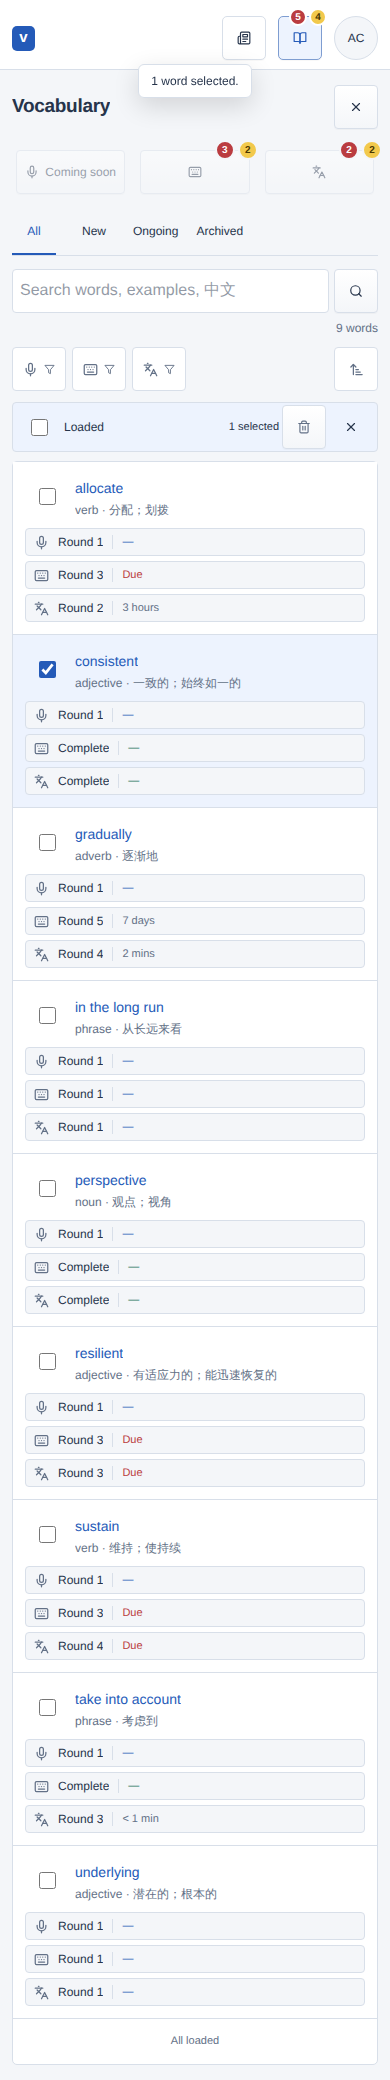 v
5 4
AC
1 word selected.
Vocabulary
3 2
2 2
Coming soon
All New Ongoing Archived
Search words, examples, 中文
9 words
Loaded 1 selected
allocate
verb · 分配；划拨
Round 1 —
Round 3 Due
Round 2 3 hours
consistent
adjective · 一致的；始终如一的
Round 1 —
Complete —
Complete —
gradually
adverb · 逐渐地
Round 1 —
Round 5 7 days
Round 4 2 mins
in the long run
phrase · 从长远来看
Round 1 —
Round 1 —
Round 1 —
perspective
noun · 观点；视角
Round 1 —
Complete —
Complete —
resilient
adjective · 有适应力的；能迅速恢复的
Round 1 —
Round 3 Due
Round 3 Due
sustain
verb · 维持；使持续
Round 1 —
Round 3 Due
Round 4 Due
take into account
phrase · 考虑到
Round 1 —
Complete —
Round 3 < 1 min
underlying
adjective · 潜在的；根本的
Round 1 —
Round 1 —
Round 1 —
All loaded